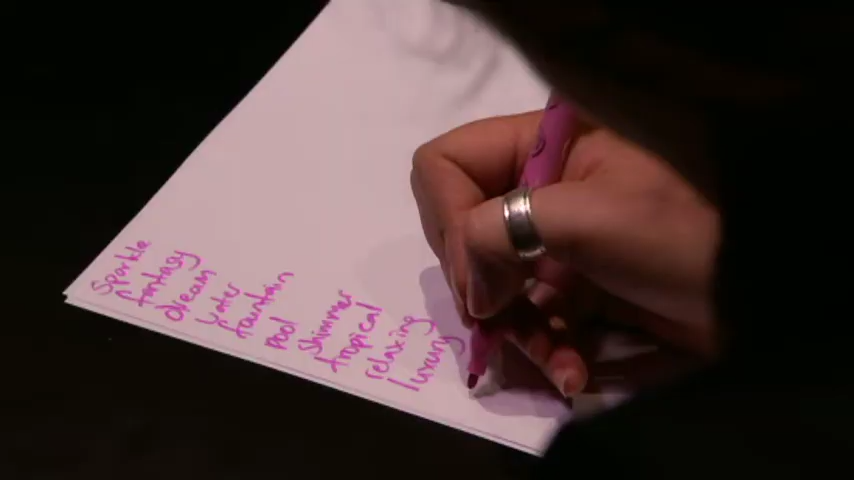 Sparkle
fantasy
dream
water
fountain
pool
shimmer
tropical
relaxing
luxury